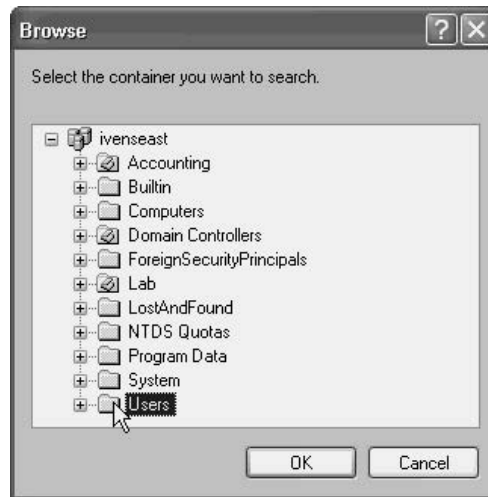 Browse
Select the container you want to search.
ivenseast
Accounting
Builtin
Computers
Domain Controllers
ForeignSecurityPrincipals
Lab
LostAndFound
NTDS Quotas
Program Data
System
Users
OK Cancel